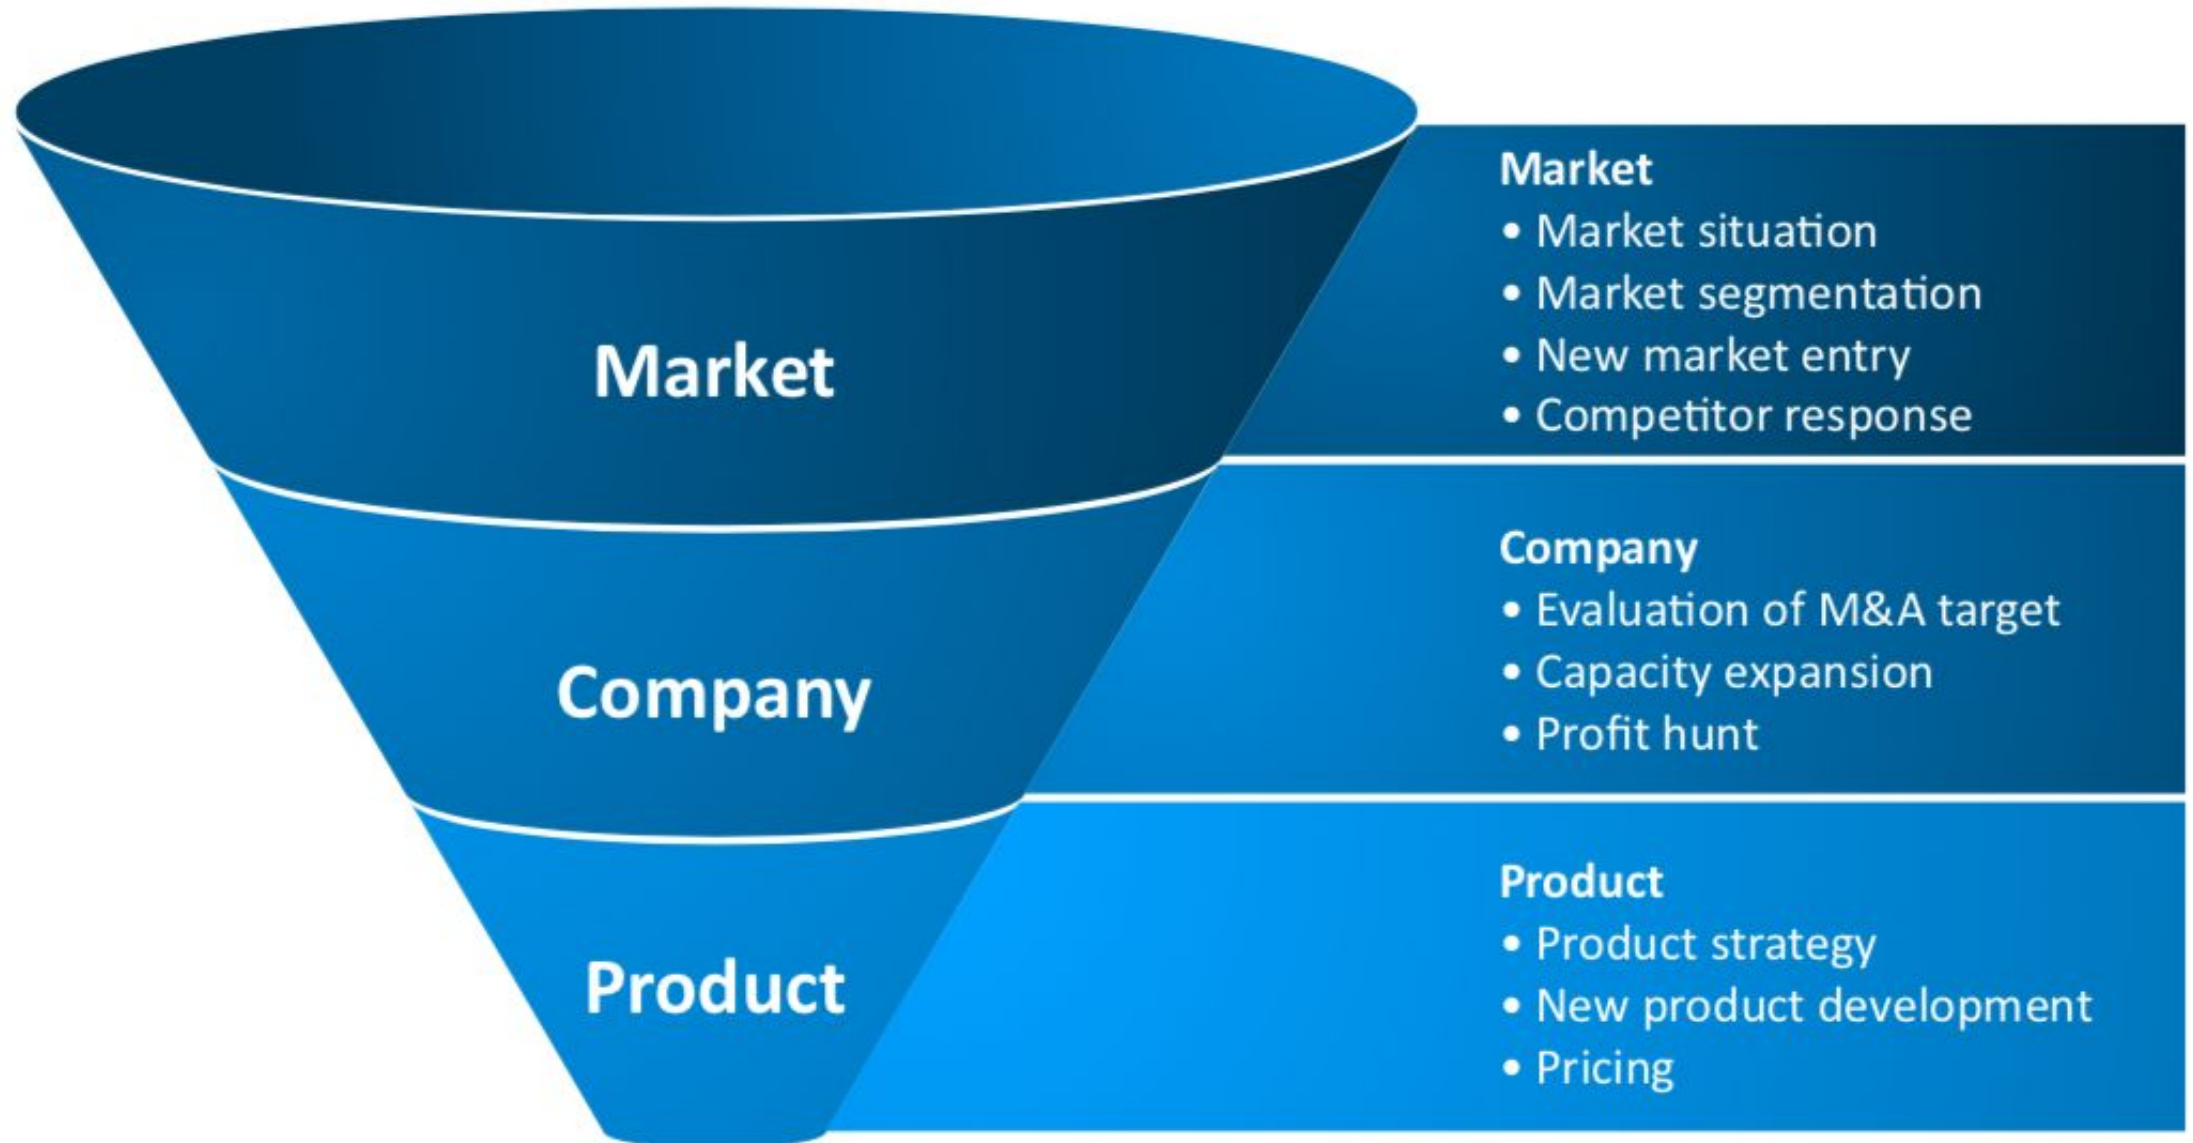 Market
Company
Product
Market
• Market situation
• Market segmentation
• New market entry
• Competitor response
Company
• Evaluation of M&A target
• Capacity expansion
• Profit hunt
Product
• Product strategy
• New product development
• Pricing